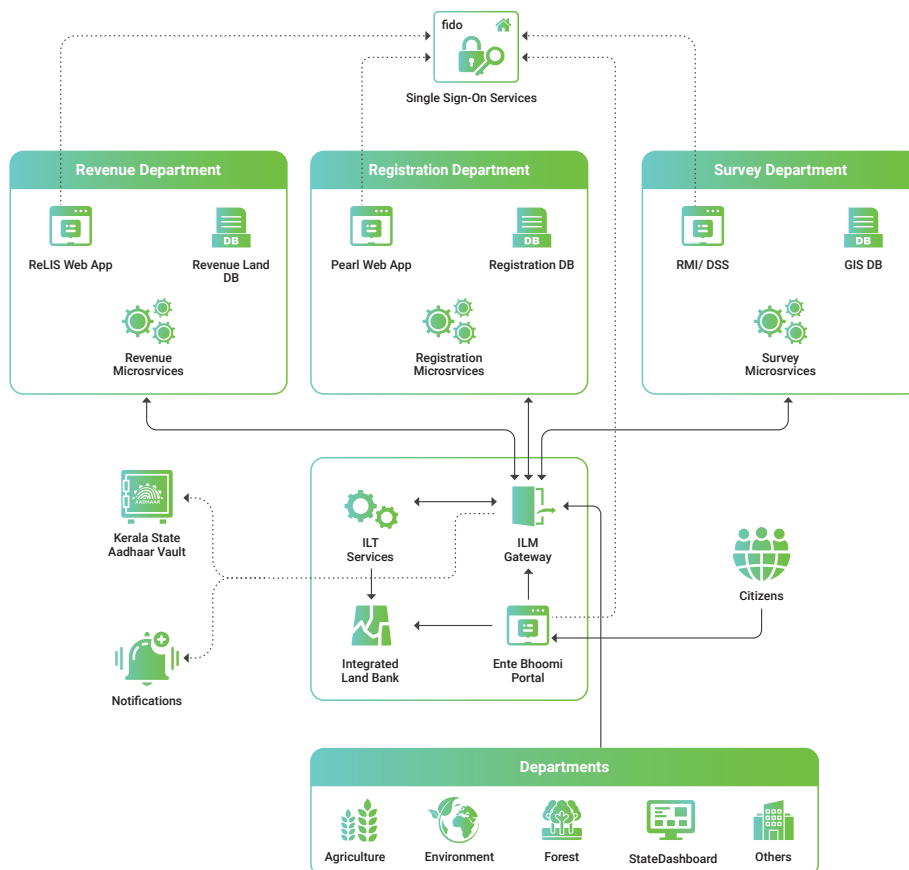 fido
Single Sign-On Services
Revenue Department
Registration Department
Survey Department
DB
DB
DB
ReLIS Web App
Revenue Land
DB
Pearl Web App
Registration DB
RMI/ DSS
GIS DB
Revenue
Microsrvices
Registration
Microsrvices
Survey
Microsrvices
AADHAAR
Kerala State
Aadhaar Vault
ILT
Services
ILM
Gateway
Citizens
Integrated
Land Bank
Ente Bhoomi
Portal
Notifications
Departments
Agriculture
Environment
Forest
StateDashboard
Others